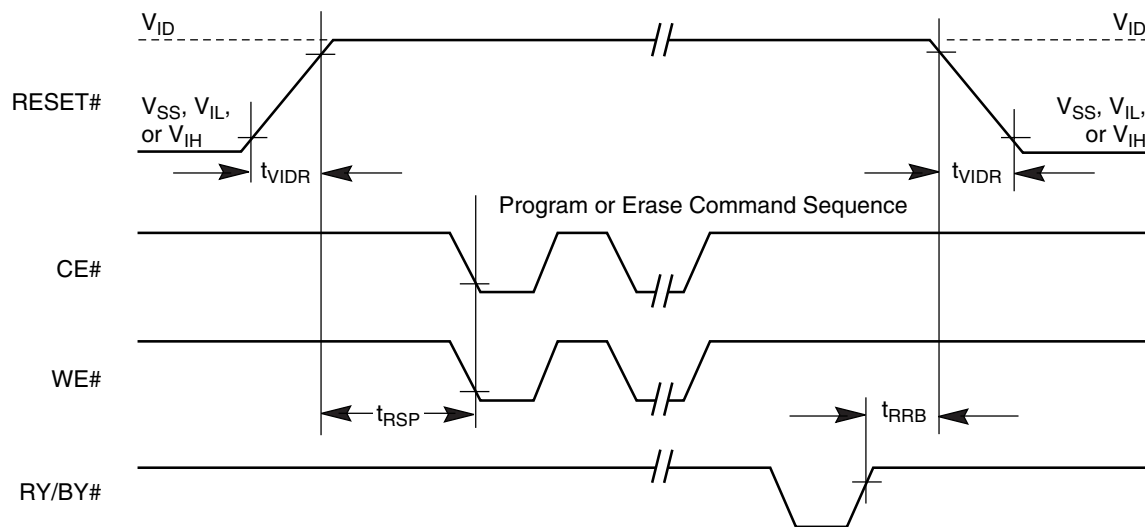 V_ID V_ID
RESET#
V_SS, V_IL, or V_IH
V_SS, V_IL, or V_IH
t_VIDR t_VIDR
Program or Erase Command Sequence
CE#
WE#
t_RSP t_RRB
RY/BY#